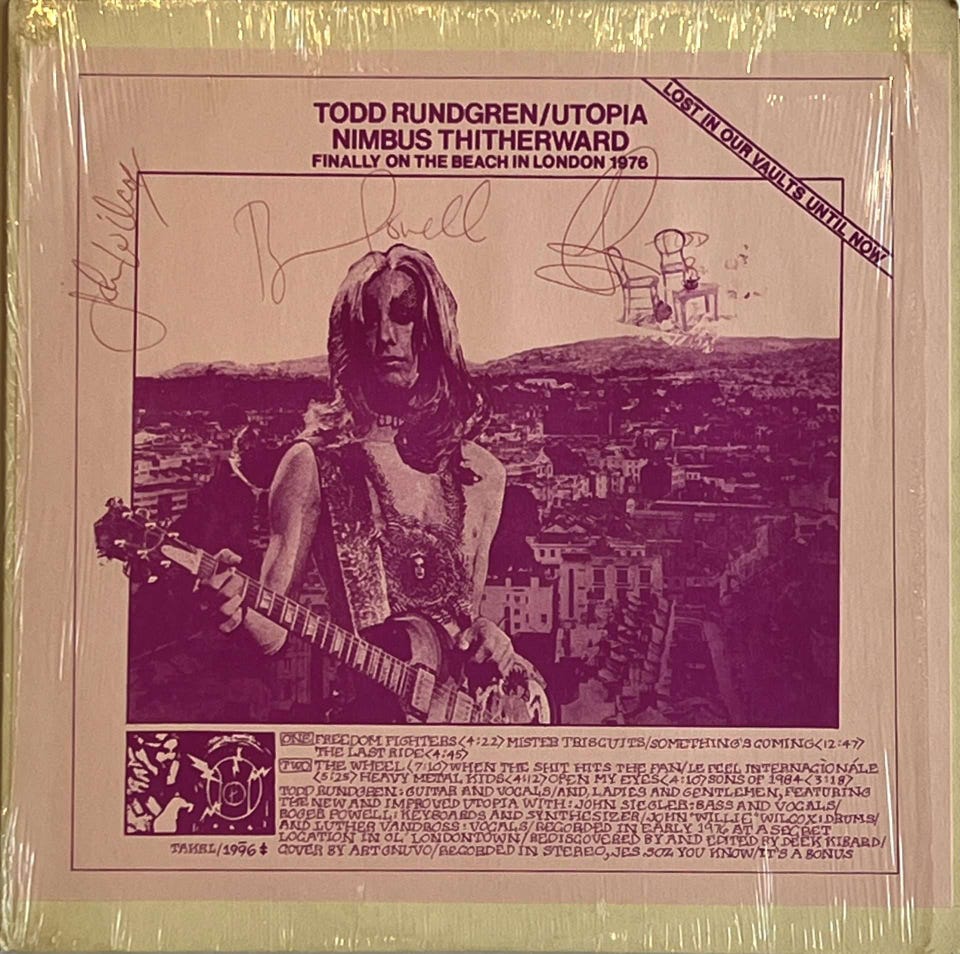 LOST IN OUR VAULTS UNTIL NOW
TODD RUNDGREN/UTOPIA
NIMBUS THITHERWARD
FINALLY ON THE BEACH IN LONDON 1976
John Wilcox
Powell
ONE FREEDOM FIGHTERS <4:22> MISTER TRISCUITS/SOMETHING'S COMING <12:47>
THE LAST RIDE <4:45>
TWO THE WHEEL <7:10> WHEN THE SHIT HITS THE FAN/LE FEEL INTERNACIONÁLE
<5:25> HEAVY METAL KIDS <4:12> OPEN MY EYES <4:10> SONS OF 1984 <3:18>
TODD RUNDGREN: GUITAR AND VOCALS/AND, LADIES AND GENTLEMEN, FEATURING
THE NEW AND IMPROVED UTOPIA WITH: JOHN SIEGLER: BASS AND VOCALS/
ROGER POWELL: KEYBOARDS AND SYNTHESIZER/JOHN "WILLIE" WILCOX: DRUMS/
AND LUTHER VANDROSS: VOCALS/RECORDED IN EARLY 1976 AT A SECRET
LOCATION IN OL' LONDONTOWN/REDISCOVERED BY AND EDITED BY DEEK KIBARD/
COVER BY ART GNUVO/RECORDED IN STEREO, JES SOZ YOU KNOW/IT'S A BONUS
TAKRL/1996